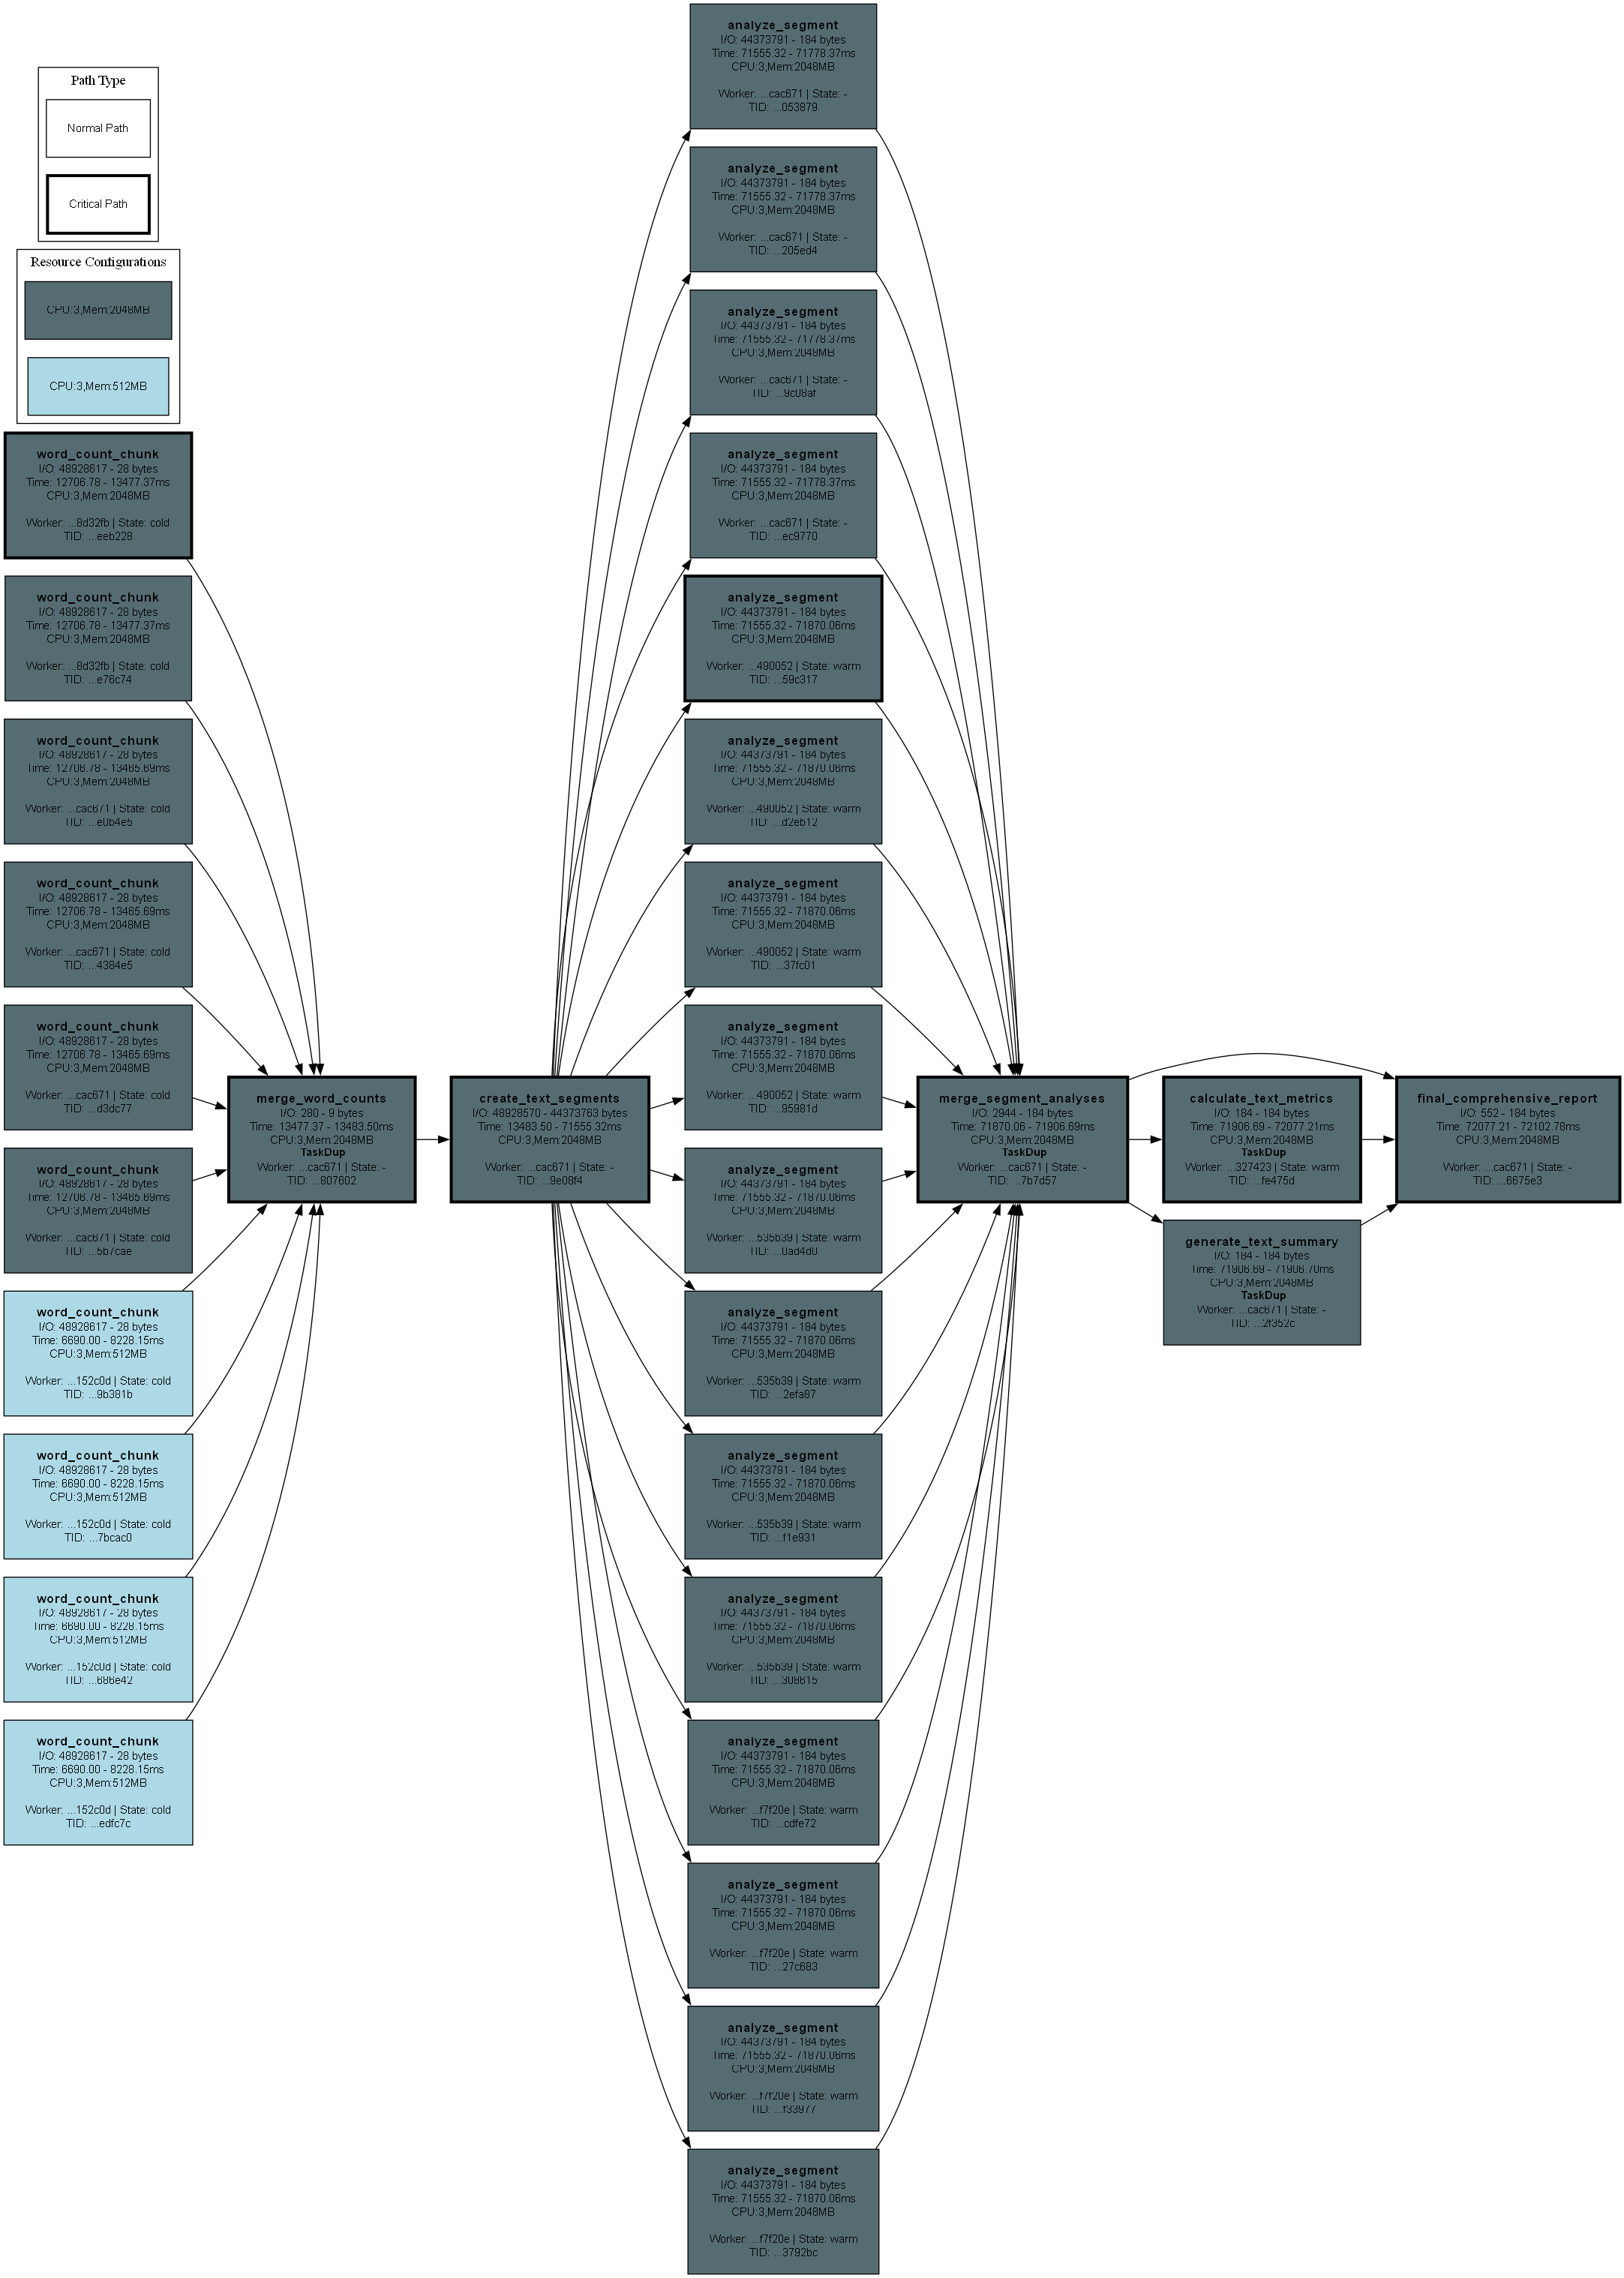 Path Type
Normal Path
Critical Path
Resource Configurations
CPU:3,Mem:2048MB
CPU:3,Mem:512MB
word_count_chunk
I/O: 48928617 - 28 bytes
Time: 12706.78 - 13477.37ms
CPU:3,Mem:2048MB
Worker: ...8d32fb | State: cold
TID: ...eeb228
word_count_chunk
I/O: 48928617 - 28 bytes
Time: 12706.78 - 13477.37ms
CPU:3,Mem:2048MB
Worker: ...8d32fb | State: cold
TID: ...e76c74
word_count_chunk
I/O: 48928617 - 28 bytes
Time: 12706.78 - 13465.69ms
CPU:3,Mem:2048MB
Worker: ...cac671 | State: cold
TID: ...e0b4e5
word_count_chunk
I/O: 48928617 - 28 bytes
Time: 12706.78 - 13465.69ms
CPU:3,Mem:2048MB
Worker: ...cac671 | State: cold
TID: ...4384e5
word_count_chunk
I/O: 48928617 - 28 bytes
Time: 12706.78 - 13465.69ms
CPU:3,Mem:2048MB
Worker: ...cac671 | State: cold
TID: ...d3dc77
word_count_chunk
I/O: 48928617 - 28 bytes
Time: 12706.78 - 13465.69ms
CPU:3,Mem:2048MB
Worker: ...cac671 | State: cold
TID: ...5b7cae
word_count_chunk
I/O: 48928617 - 28 bytes
Time: 6690.00 - 8228.15ms
CPU:3,Mem:512MB
Worker: ...152c0d | State: cold
TID: ...9b381b
word_count_chunk
I/O: 48928617 - 28 bytes
Time: 6690.00 - 8228.15ms
CPU:3,Mem:512MB
Worker: ...152c0d | State: cold
TID: ...7bcac0
word_count_chunk
I/O: 48928617 - 28 bytes
Time: 6690.00 - 8228.15ms
CPU:3,Mem:512MB
Worker: ...152c0d | State: cold
TID: ...686e42
word_count_chunk
I/O: 48928617 - 28 bytes
Time: 6690.00 - 8228.15ms
CPU:3,Mem:512MB
Worker: ...152c0d | State: cold
TID: ...edfc7c
merge_word_counts
I/O: 280 - 9 bytes
Time: 13477.37 - 13483.50ms
CPU:3,Mem:2048MB
TaskDup
Worker: ...cac671 | State: -
TID: ...807602
create_text_segments
I/O: 48928570 - 44373763 bytes
Time: 13483.50 - 71555.32ms
CPU:3,Mem:2048MB
Worker: ...cac671 | State: -
TID: ...9e08f4
analyze_segment
I/O: 44373791 - 184 bytes
Time: 71555.32 - 71778.37ms
CPU:3,Mem:2048MB
Worker: ...cac671 | State: -
TID: ...053879
analyze_segment
I/O: 44373791 - 184 bytes
Time: 71555.32 - 71778.37ms
CPU:3,Mem:2048MB
Worker: ...cac671 | State: -
TID: ...205ed4
analyze_segment
I/O: 44373791 - 184 bytes
Time: 71555.32 - 71778.37ms
CPU:3,Mem:2048MB
Worker: ...cac671 | State: -
TID: ...9c08af
analyze_segment
I/O: 44373791 - 184 bytes
Time: 71555.32 - 71778.37ms
CPU:3,Mem:2048MB
Worker: ...cac671 | State: -
TID: ...ec9770
analyze_segment
I/O: 44373791 - 184 bytes
Time: 71555.32 - 71870.06ms
CPU:3,Mem:2048MB
Worker: ...490052 | State: warm
TID: ...59c317
analyze_segment
I/O: 44373791 - 184 bytes
Time: 71555.32 - 71870.06ms
CPU:3,Mem:2048MB
Worker: ...490052 | State: warm
TID: ...d2eb12
analyze_segment
I/O: 44373791 - 184 bytes
Time: 71555.32 - 71870.06ms
CPU:3,Mem:2048MB
Worker: ...490052 | State: warm
TID: ...37fc01
analyze_segment
I/O: 44373791 - 184 bytes
Time: 71555.32 - 71870.06ms
CPU:3,Mem:2048MB
Worker: ...490052 | State: warm
TID: ...95981d
analyze_segment
I/O: 44373791 - 184 bytes
Time: 71555.32 - 71870.06ms
CPU:3,Mem:2048MB
Worker: ...535b39 | State: warm
TID: ...0ad4d0
analyze_segment
I/O: 44373791 - 184 bytes
Time: 71555.32 - 71870.06ms
CPU:3,Mem:2048MB
Worker: ...535b39 | State: warm
TID: ...2efa87
analyze_segment
I/O: 44373791 - 184 bytes
Time: 71555.32 - 71870.06ms
CPU:3,Mem:2048MB
Worker: ...535b39 | State: warm
TID: ...f1e931
analyze_segment
I/O: 44373791 - 184 bytes
Time: 71555.32 - 71870.06ms
CPU:3,Mem:2048MB
Worker: ...535b39 | State: warm
TID: ...308615
analyze_segment
I/O: 44373791 - 184 bytes
Time: 71555.32 - 71870.06ms
CPU:3,Mem:2048MB
Worker: ...f7f20e | State: warm
TID: ...cdfe72
analyze_segment
I/O: 44373791 - 184 bytes
Time: 71555.32 - 71870.06ms
CPU:3,Mem:2048MB
Worker: ...f7f20e | State: warm
TID: ...27c683
analyze_segment
I/O: 44373791 - 184 bytes
Time: 71555.32 - 71870.06ms
CPU:3,Mem:2048MB
Worker: ...f7f20e | State: warm
TID: ...f33977
analyze_segment
I/O: 44373791 - 184 bytes
Time: 71555.32 - 71870.06ms
CPU:3,Mem:2048MB
Worker: ...f7f20e | State: warm
TID: ...3792bc
merge_segment_analyses
I/O: 2944 - 184 bytes
Time: 71870.06 - 71906.69ms
CPU:3,Mem:2048MB
TaskDup
Worker: ...cac671 | State: -
TID: ...7b7d57
calculate_text_metrics
I/O: 184 - 184 bytes
Time: 71906.69 - 72077.21ms
CPU:3,Mem:2048MB
TaskDup
Worker: ...327423 | State: warm
TID: ...fe475d
generate_text_summary
I/O: 184 - 184 bytes
Time: 71906.69 - 71906.70ms
CPU:3,Mem:2048MB
TaskDup
Worker: ...cac671 | State: -
TID: ...2f352c
final_comprehensive_report
I/O: 552 - 184 bytes
Time: 72077.21 - 72102.78ms
CPU:3,Mem:2048MB
Worker: ...cac671 | State: -
TID: ...6675e3